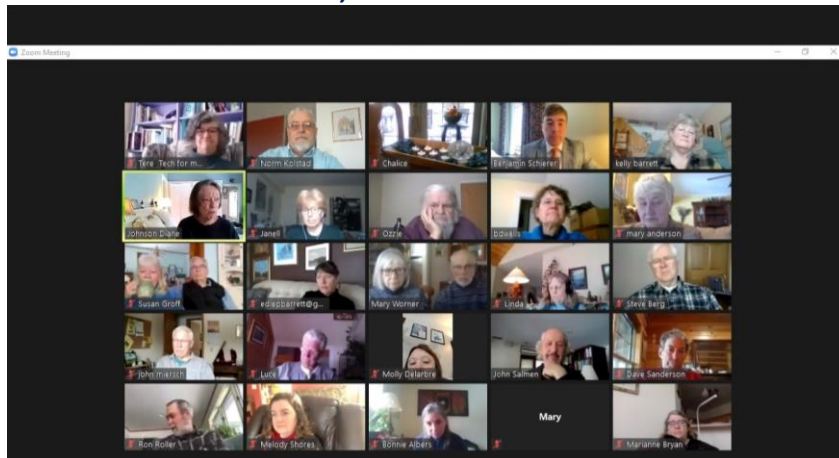 Zoom Meeting
Tere Tech for m...
Norm Kolstad
Chalice
Benjamin Schierer
kelly barrett
Johnson Diane
Janell
Ozzie
bdwells
mary anderson
Susan Groff
ediepbarrett@g...
Mary Worner
Linda
Steve Berg
john miersch
Luce
Molly Delarbre
John Salmen
Dave Sanderson
Ron Roller
Melody Shores
Bonnie Albers
Mary
Marianne Bryan